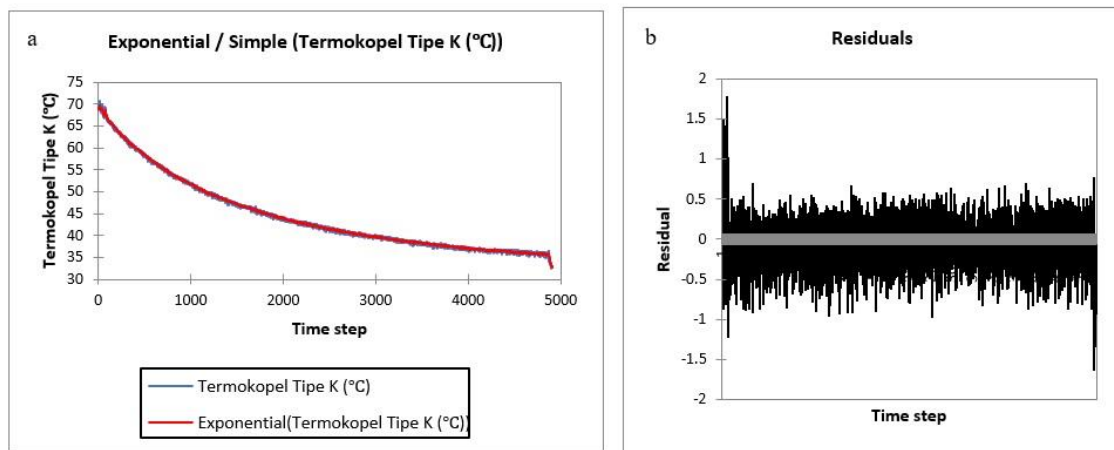 a
Exponential / Simple (Termokopel Tipe K (°C))
Termokopel Tipe K (°C)
75
70
65
60
55
50
45
40
35
30
0
1000
2000
3000
4000
5000
Time step
Termokopel Tipe K (°C)
Exponential(Termokopel Tipe K (°C))
b
Residuals
Residual
2
1.5
1
0.5
0
-0.5
-1
-1.5
-2
Time step